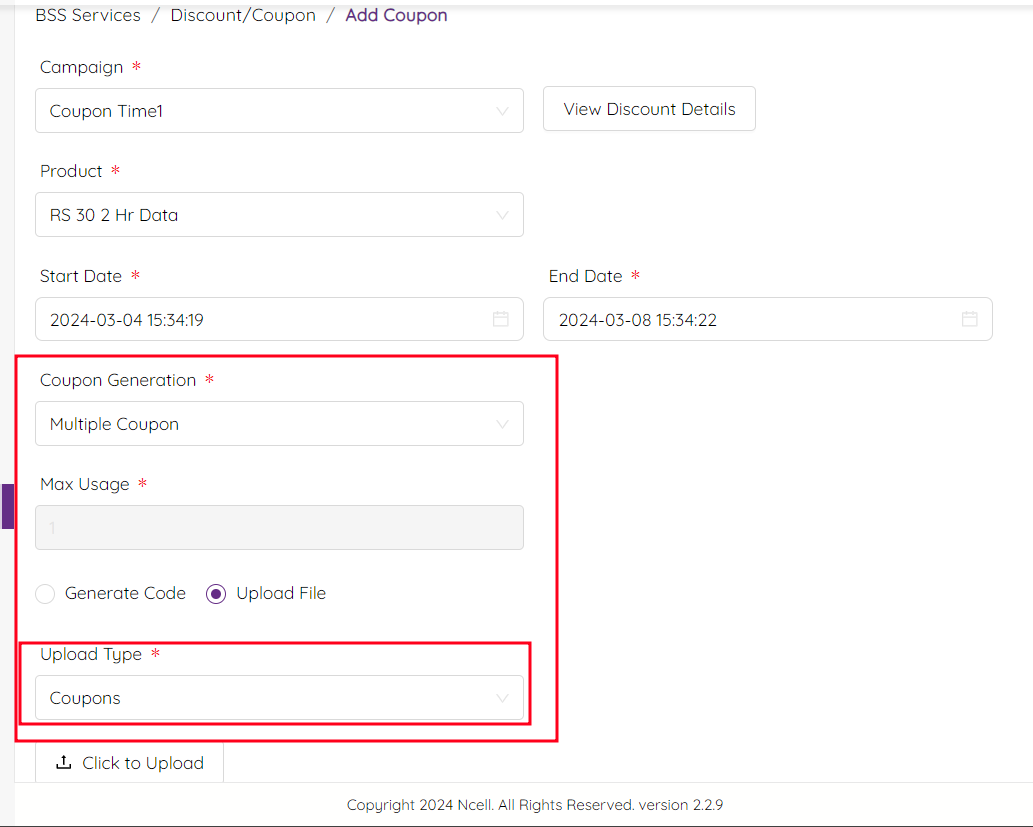 BSS Services / Discount/Coupon / Add Coupon
Campaign *
Coupon Time1
View Discount Details
Product *
RS 30 2 Hr Data
Start Date *
End Date *
2024-03-04 15:34:19
2024-03-08 15:34:22
Coupon Generation *
Multiple Coupon
Max Usage *
1
Generate Code
Upload File
Upload Type *
Coupons
Click to Upload
Copyright 2024 Ncell. All Rights Reserved. version 2.2.9